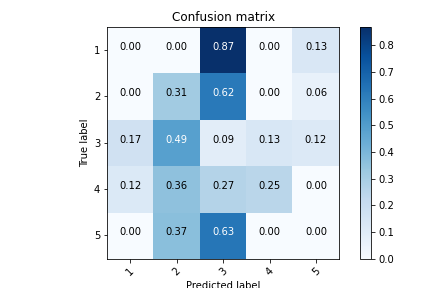 Confusion matrix
1 0.00 0.00 0.87 0.00 0.13
2 0.00 0.31 0.62 0.00 0.06
3 0.17 0.49 0.09 0.13 0.12
4 0.12 0.36 0.27 0.25 0.00
5 0.00 0.37 0.63 0.00 0.00
1 2 3 4 5
True label
Predicted label
0.8
0.7
0.6
0.5
0.4
0.3
0.2
0.1
0.0